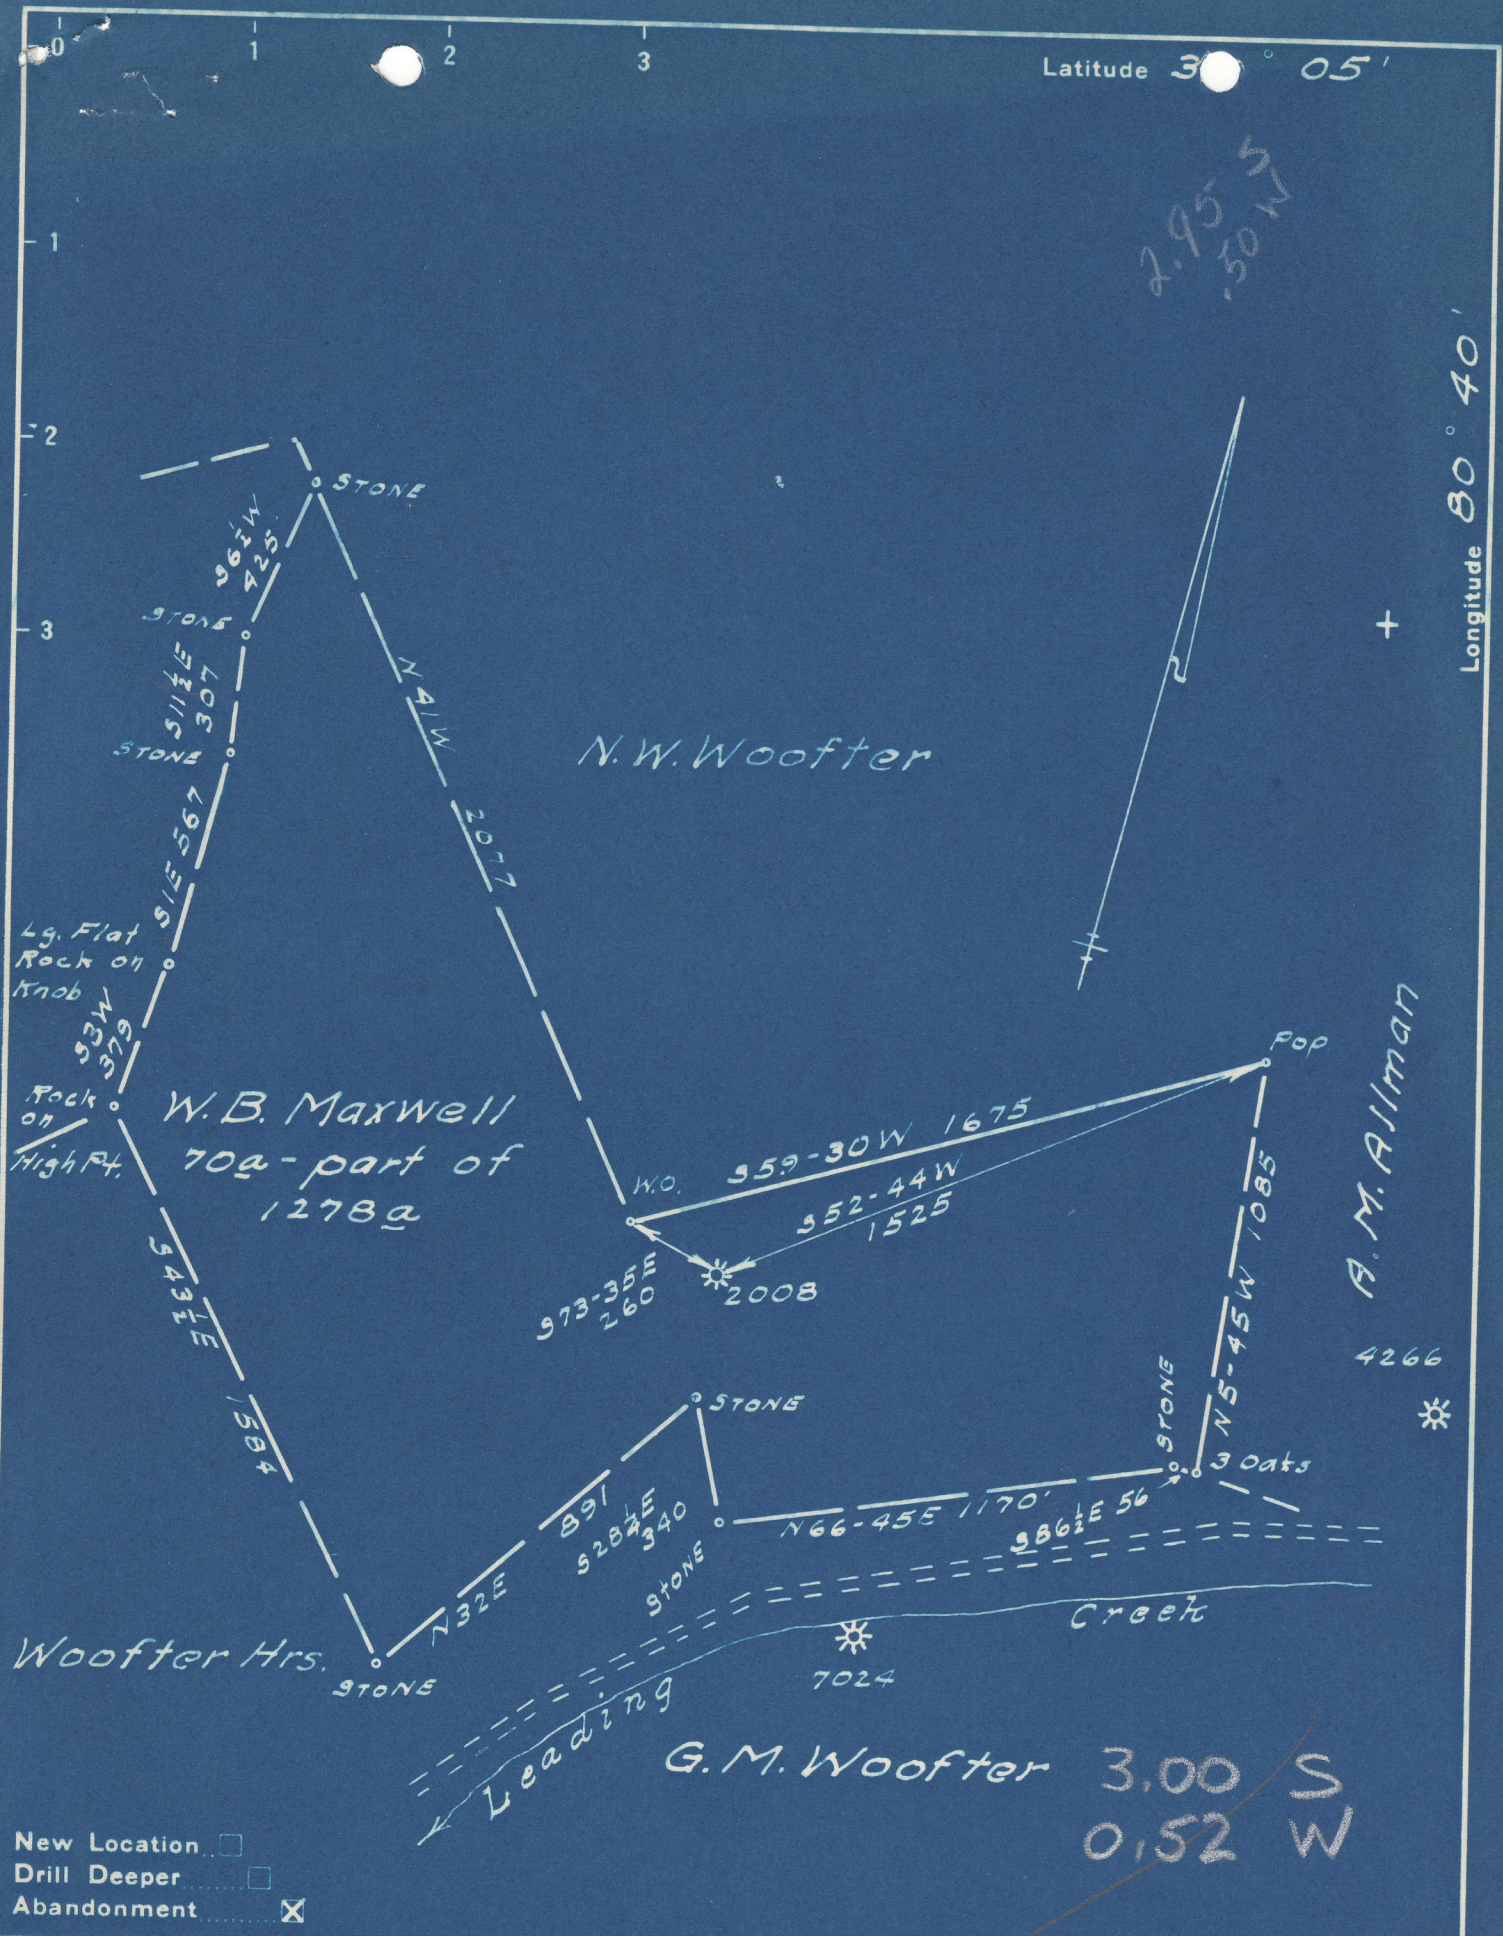 0 1 2 3
Latitude 3 ° 05'
1
2
3
2.95 S
.50 W
Longitude 80° 40'
STONE
S6½W
425
STONE
S11½E
307
STONE
S1E 567
Lg. Flat
Rock on
Knob
S3W
379
Rock
on
High Pt.
N41W 2077
N.W. Woofter
W.B. Maxwell
70a - part of
1278a
S43½E 1584
W.O.
S59-30W 1675
S52-44W
1525
S73-35E
260
2008
Pop
N5-45W 1085
A.M. Allman
4266
STONE
STONE
3 Oaks
891
N32E
S28½E
340
STONE
N66-45E 1170'
S86½E 56
Woofter Hrs.
STONE
Leading Creek
7024
G.M. Woofter
3.00 S
0.52 W
New Location
Drill Deeper
Abandonment X